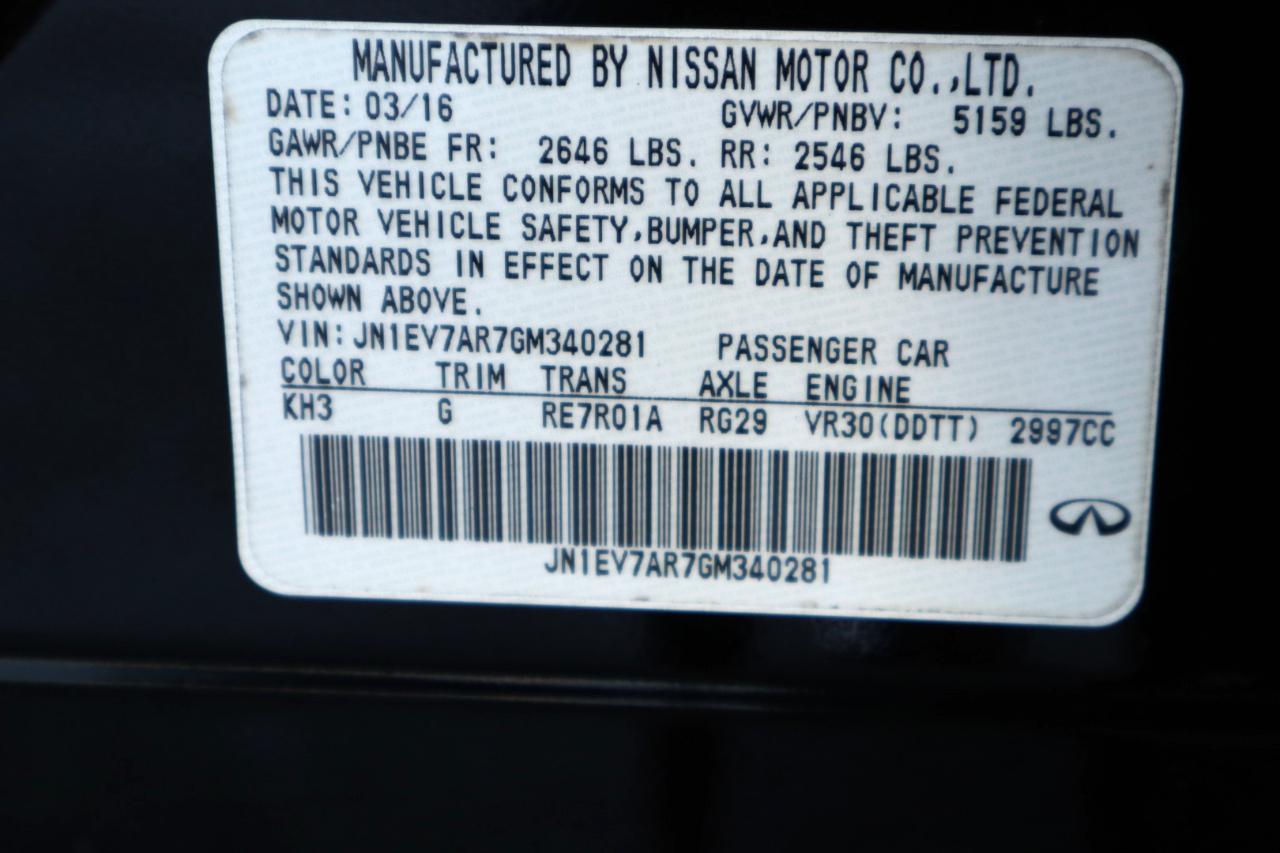 MANUFACTURED BY NISSAN MOTOR CO.,LTD.
DATE: 03/16 GVWR/PNBV: 5159 LBS.
GAWR/PNBE FR: 2646 LBS. RR: 2546 LBS.
THIS VEHICLE CONFORMS TO ALL APPLICABLE FEDERAL
MOTOR VEHICLE SAFETY,BUMPER,AND THEFT PREVENTION
STANDARDS IN EFFECT ON THE DATE OF MANUFACTURE
SHOWN ABOVE.
VIN:JN1EV7AR7GM340281 PASSENGER CAR
COLOR TRIM TRANS AXLE ENGINE
KH3 G RE7R01A RG29 VR30(DDTT) 2997CC
JN1EV7AR7GM340281